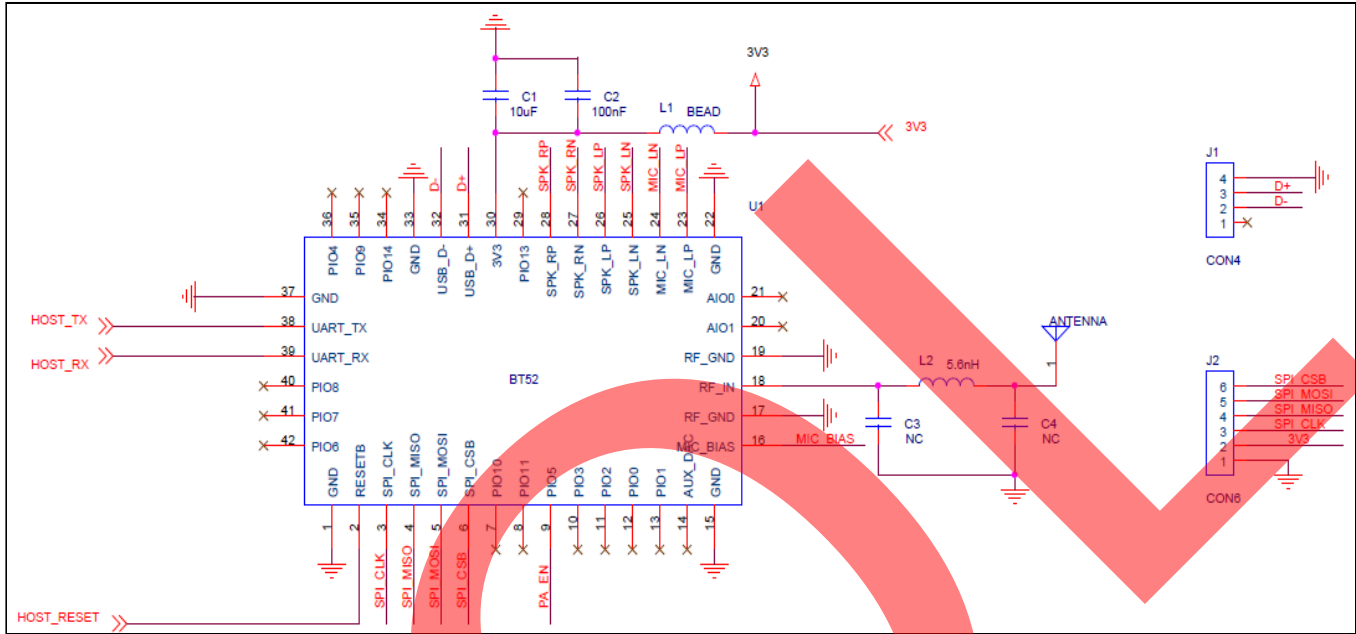 3V3
C1
10uF
C2
100nF
L1 BEAD
3V3
D-
D+
SPK_RP
SPK_RN
SPK_LP
SPK_LN
MIC_LN
MIC_LP
U1
36 35 34 33 32 31 30 29 28 27 26 25 24 23 22
PIO4 PIO9 PIO14 GND USB_D- USB_D+ 3V3 PIO13 SPK_RP SPK_RN SPK_LP SPK_LN MIC_LN MIC_LP GND
J1
4
3 D+
2 D-
1
CON4
37 GND
HOST_TX 38 UART_TX
HOST_RX 39 UART_RX
40 PIO8
41 PIO7
42 PIO6
BT52
AIO0 21
AIO1 20
RF_GND 19
RF_IN 18
RF_GND 17
MIC_BIAS 16 MIC_BIAS
L2 5.6nH
ANTENNA
1
C3
NC
C4
NC
J2
6 SPI_CSB
5 SPI_MOSI
4 SPI_MISO
3 SPI_CLK
2 3V3
1
CON6
GND RESETB SPI_CLK SPI_MISO SPI_MOSI SPI_CSB PIO10 PIO11 PIO5 PIO3 PIO2 PIO0 PIO1 AUX_DAC GND
1 2 3 4 5 6 7 8 9 10 11 12 13 14 15
SPI_CLK
SPI_MISO
SPI_MOSI
SPI_CSB
PA_EN
HOST_RESET